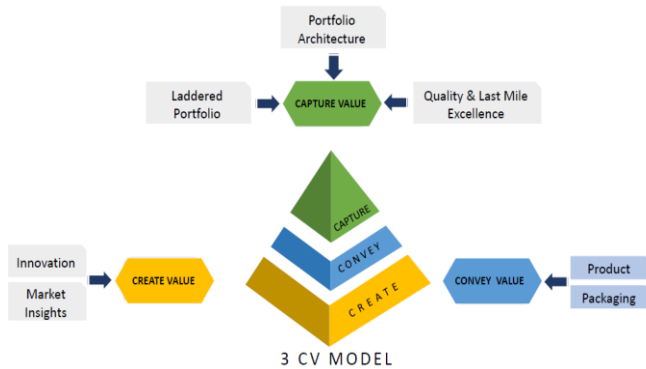 Portfolio
Architecture
Laddered
Portfolio
CAPTURE VALUE
Quality & Last Mile
Excellence
CAPTURE
CONVEY
CREATE
Innovation
Market
Insights
CREATE VALUE
CONVEY VALUE
Product
Packaging
3 CV MODEL